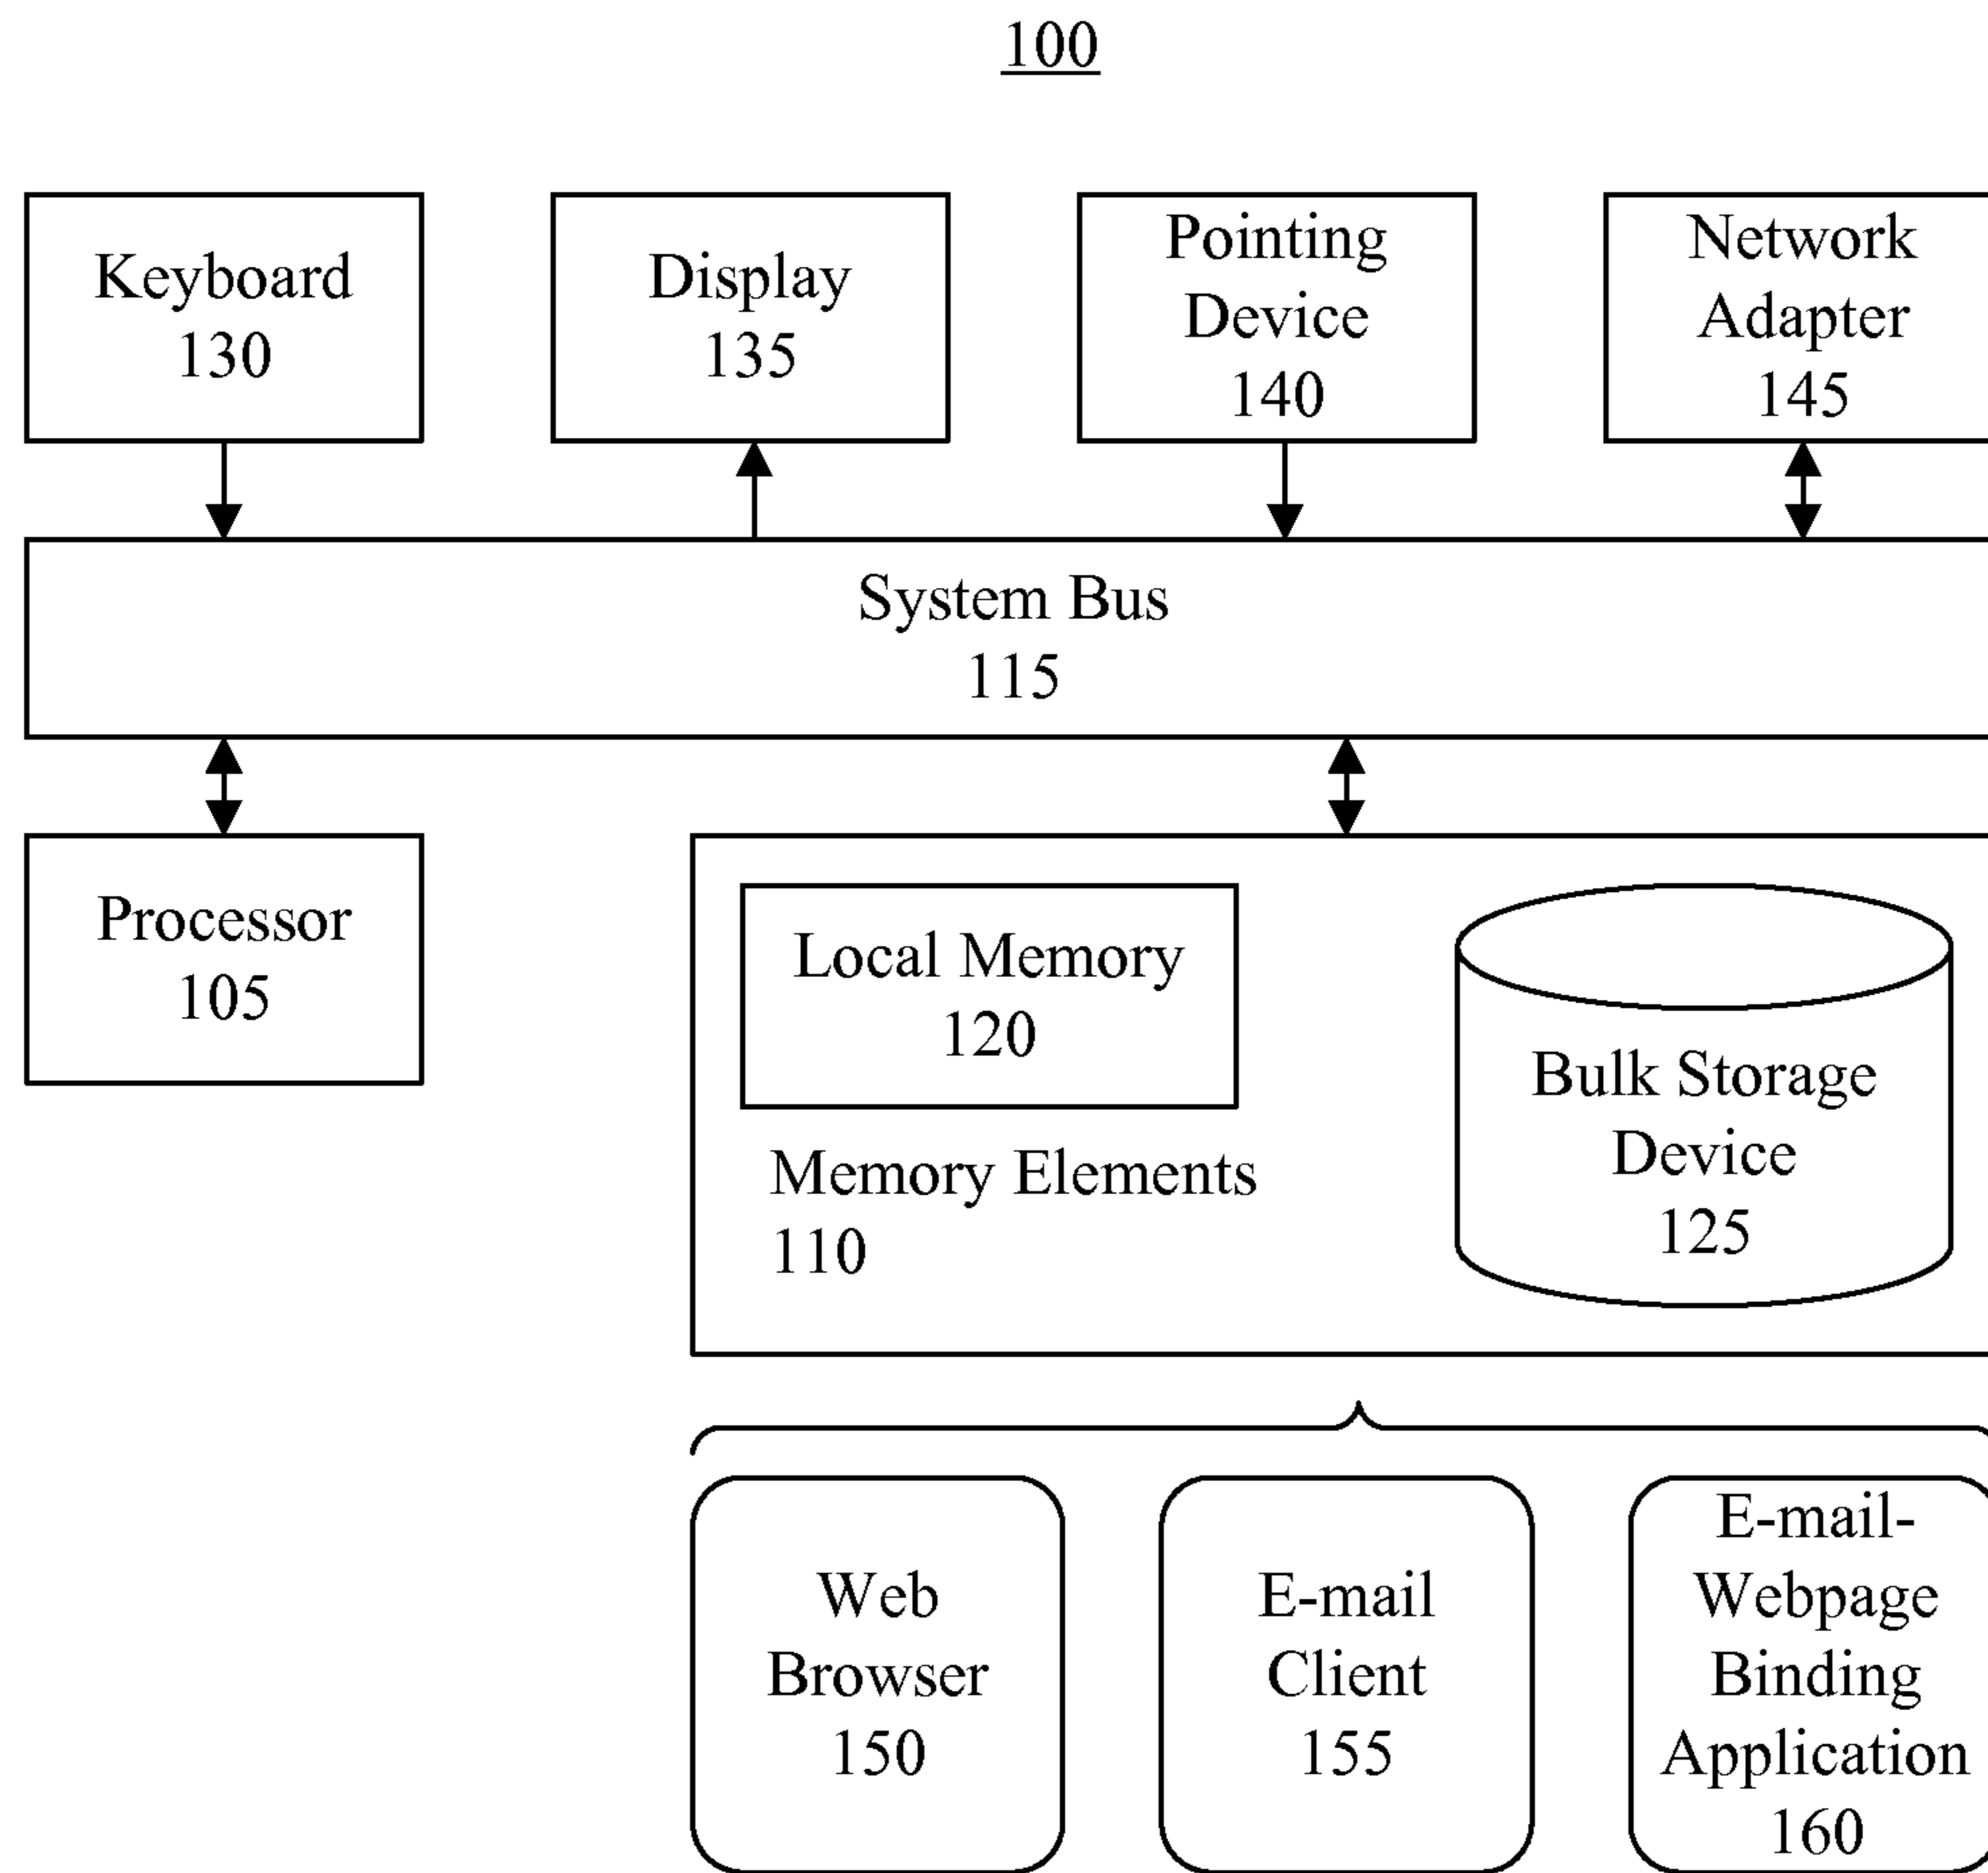 100
Keyboard
130
Display
135
Pointing
Device
140
Network
Adapter
145
System Bus
115
Processor
105
Local Memory
120
Memory Elements
110
Bulk Storage
Device
125
Web
Browser
150
E-mail
Client
155
E-mail-
Webpage
Binding
Application
160